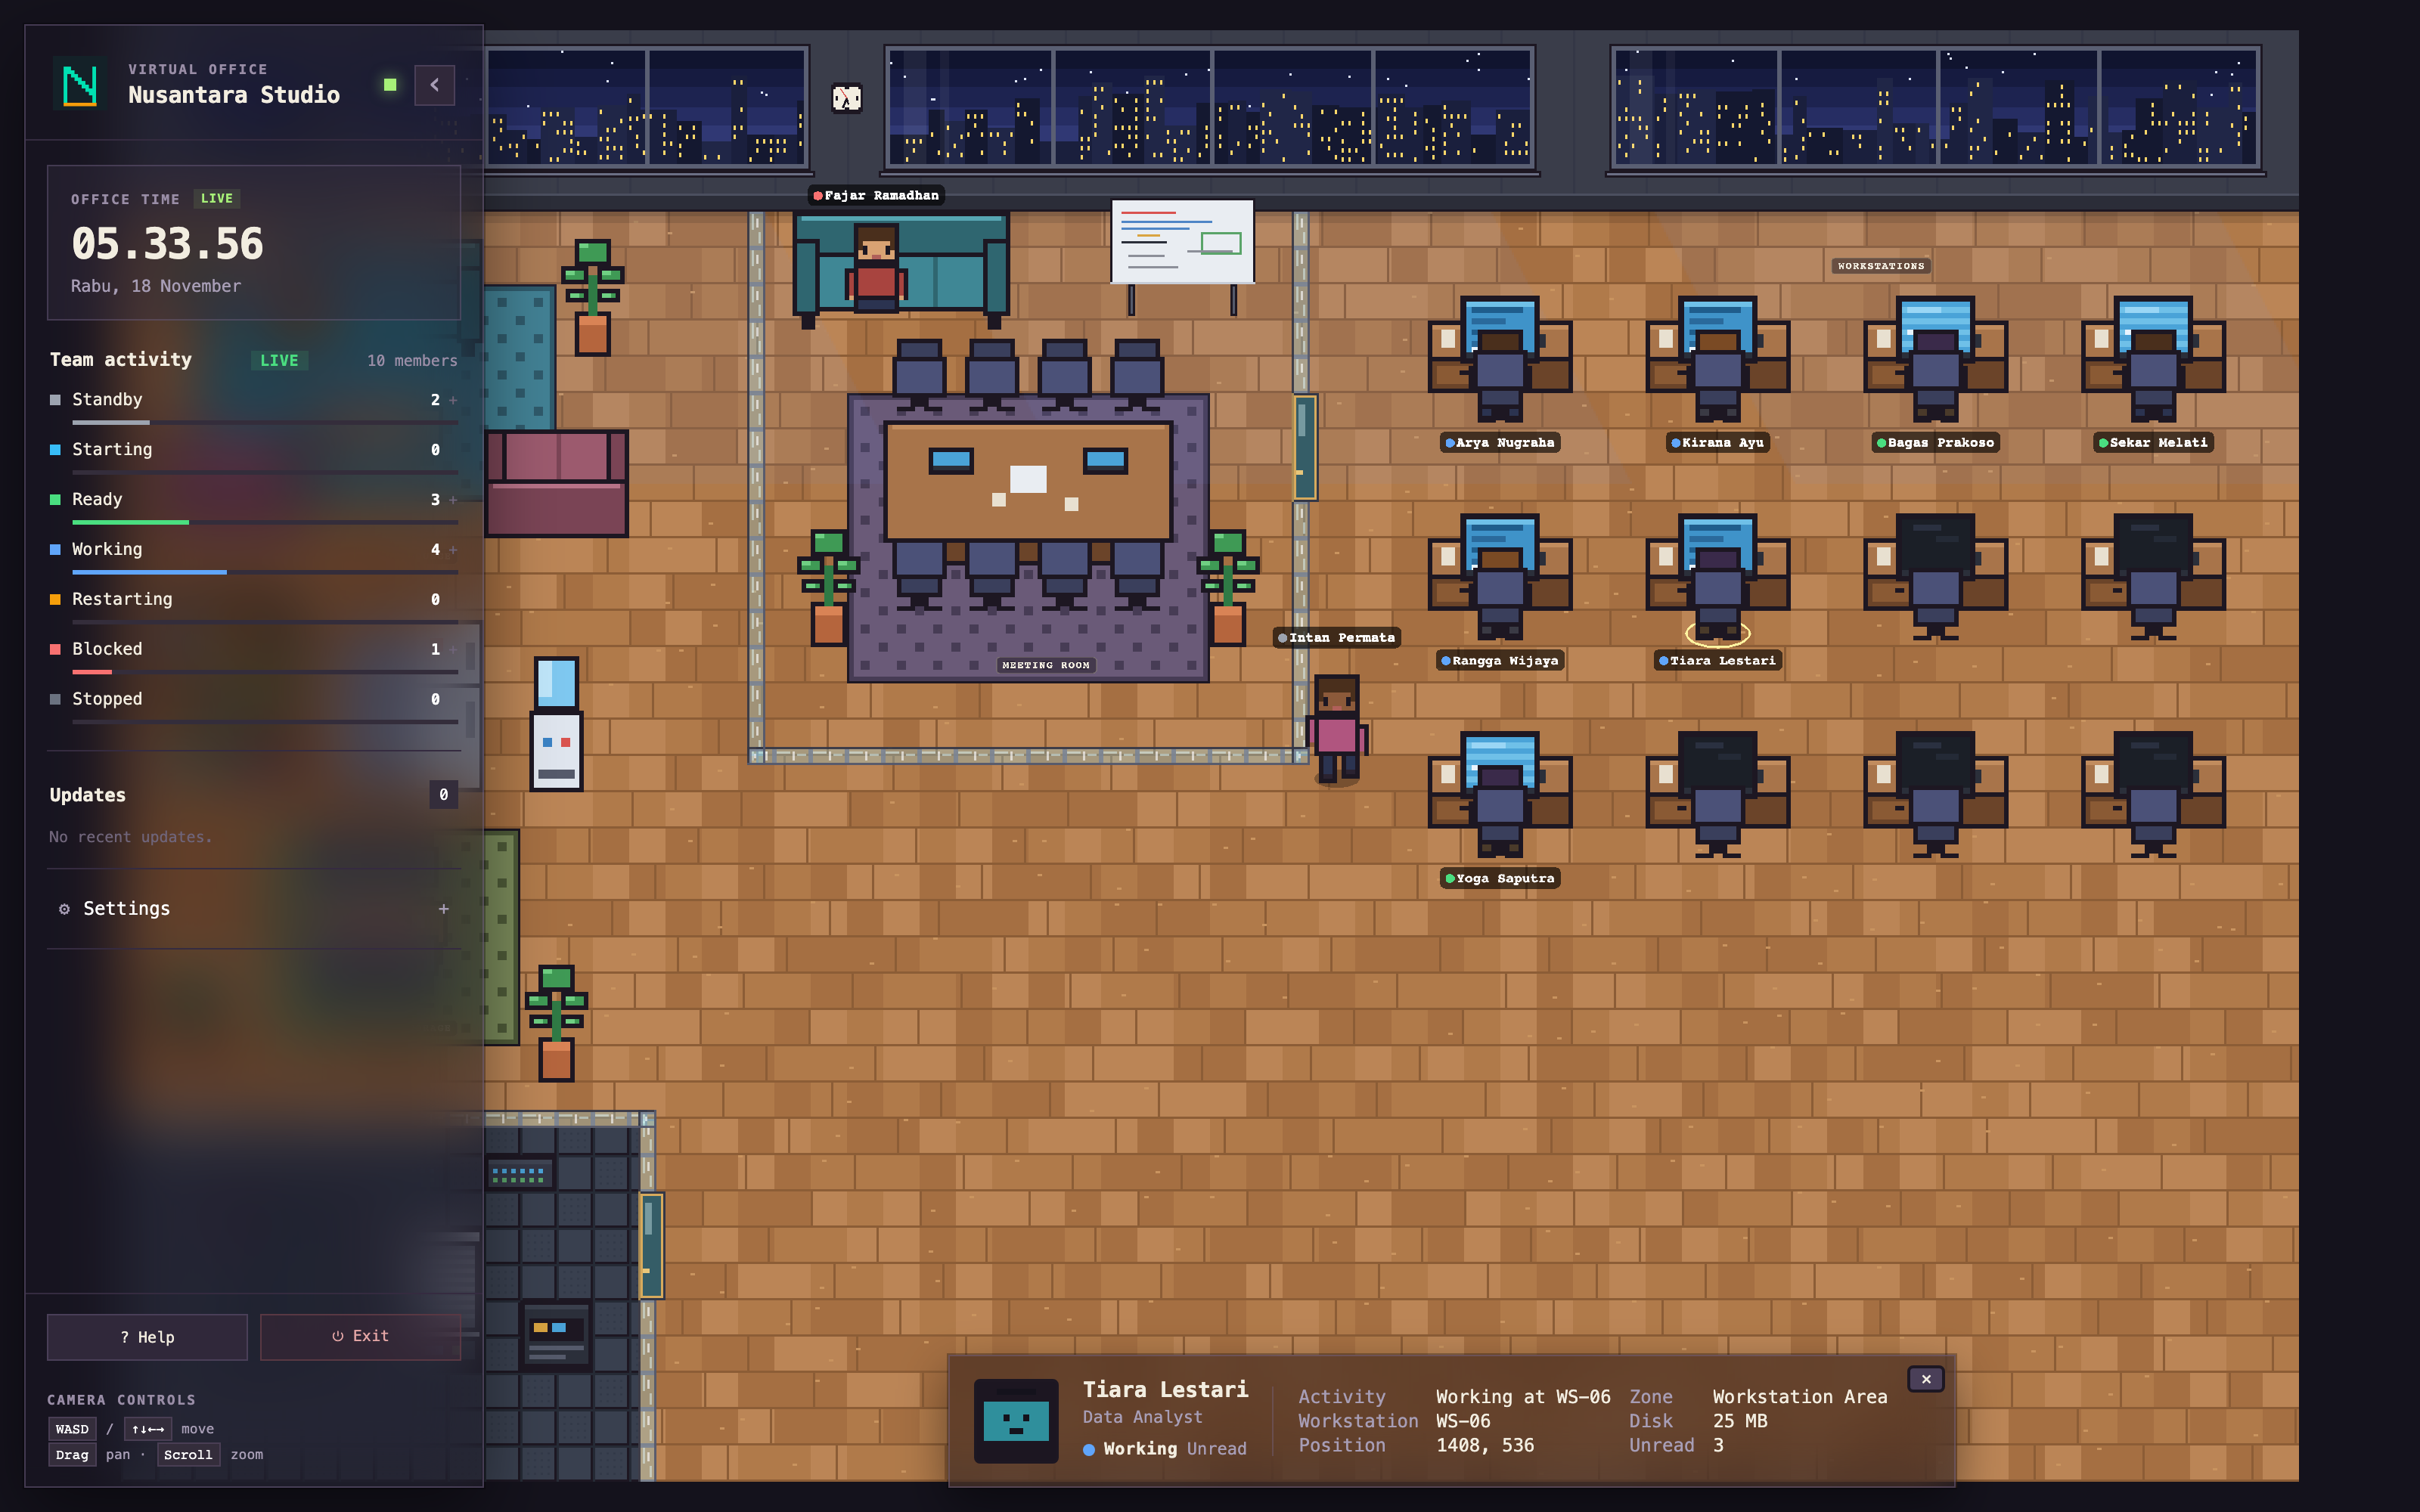 VIRTUAL OFFICE
Nusantara Studio
OFFICE TIME LIVE
05.33.56
Rabu, 18 November
Team activity LIVE 10 members
Standby 2 +
Starting 0
Ready 3 +
Working 4 +
Restarting 0
Blocked 1 +
Stopped 0
Updates 0
No recent updates.
⚙ Settings +
? Help
⏻ Exit
CAMERA CONTROLS
WASD / ↑↓←→ move
Drag pan · Scroll zoom
Fajar Ramadhan
WORKSTATIONS
Arya Nugraha
Kirana Ayu
Bagas Prakoso
Sekar Melati
Intan Permata
MEETING ROOM
Rangga Wijaya
Tiara Lestari
Yoga Saputra
Tiara Lestari
Data Analyst
Working Unread
Activity Working at WS-06 Zone Workstation Area
Workstation WS-06 Disk 25 MB
Position 1408, 536 Unread 3
×